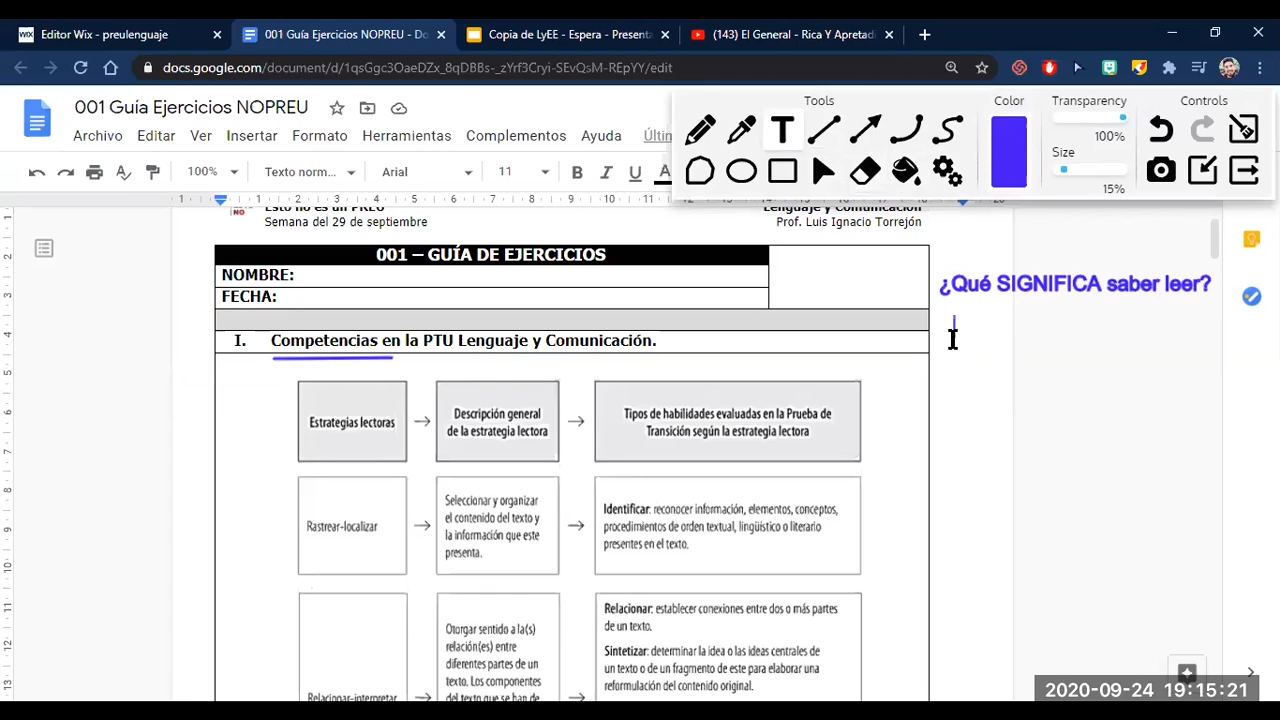 Editor Wix - preulenguaje
001 Guía Ejercicios NOPREU - Do
Copia de LyEE - Espera - Presenta
(143) El General - Rica Y Apretadi
docs.google.com/document/d/1qsGgc3OaeDZx_8qDBBs-_zYrf3Cryi-SEvQsM-REpYY/edit
001 Guía Ejercicios NOPREU
Archivo Editar Ver Insertar Formato Herramientas Complementos Ayuda Últin
100% Texto norm... Arial 11 B I U A
Tools
Color
Transparency
100%
Size
15%
Controls
Esto no es un PREU
Semana del 29 de septiembre
Lenguaje y Comunicación
Prof. Luis Ignacio Torrejón
001 – GUÍA DE EJERCICIOS
NOMBRE:
FECHA:
¿Qué SIGNIFICA saber leer?
I. Competencias en la PTU Lenguaje y Comunicación.
Estrategias lectoras
Descripción general
de la estrategia lectora
Tipos de habilidades evaluadas en la Prueba de
Transición según la estrategia lectora
Rastrear-localizar
Seleccionar y organizar
el contenido del texto y
la información que este
presenta.
Identificar: reconocer información, elementos, conceptos,
procedimientos de orden textual, lingüístico o literario
presentes en el texto.
Relacionar-interpretar
Otorgar sentido a la(s)
relación(es) entre
diferentes partes de un
texto. Los componentes
del texto que se han de
Relacionar: establecer conexiones entre dos o más partes
de un texto.
Sintetizar: determinar la idea o las ideas centrales de
un texto o de un fragmento de este para elaborar una
reformulación del contenido original.
2020-09-24 19:15:21